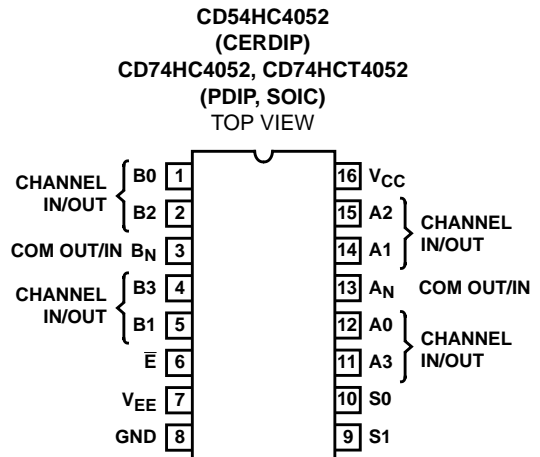 CD54HC4052
(CERDIP)
CD74HC4052, CD74HCT4052
(PDIP, SOIC)
TOP VIEW
CHANNEL IN/OUT
B0 1
B2 2
COM OUT/IN BN 3
CHANNEL IN/OUT
B3 4
B1 5
E̅ 6
VEE 7
GND 8
16 VCC
15 A2
14 A1
CHANNEL IN/OUT
13 AN COM OUT/IN
12 A0
11 A3
CHANNEL IN/OUT
10 S0
9 S1